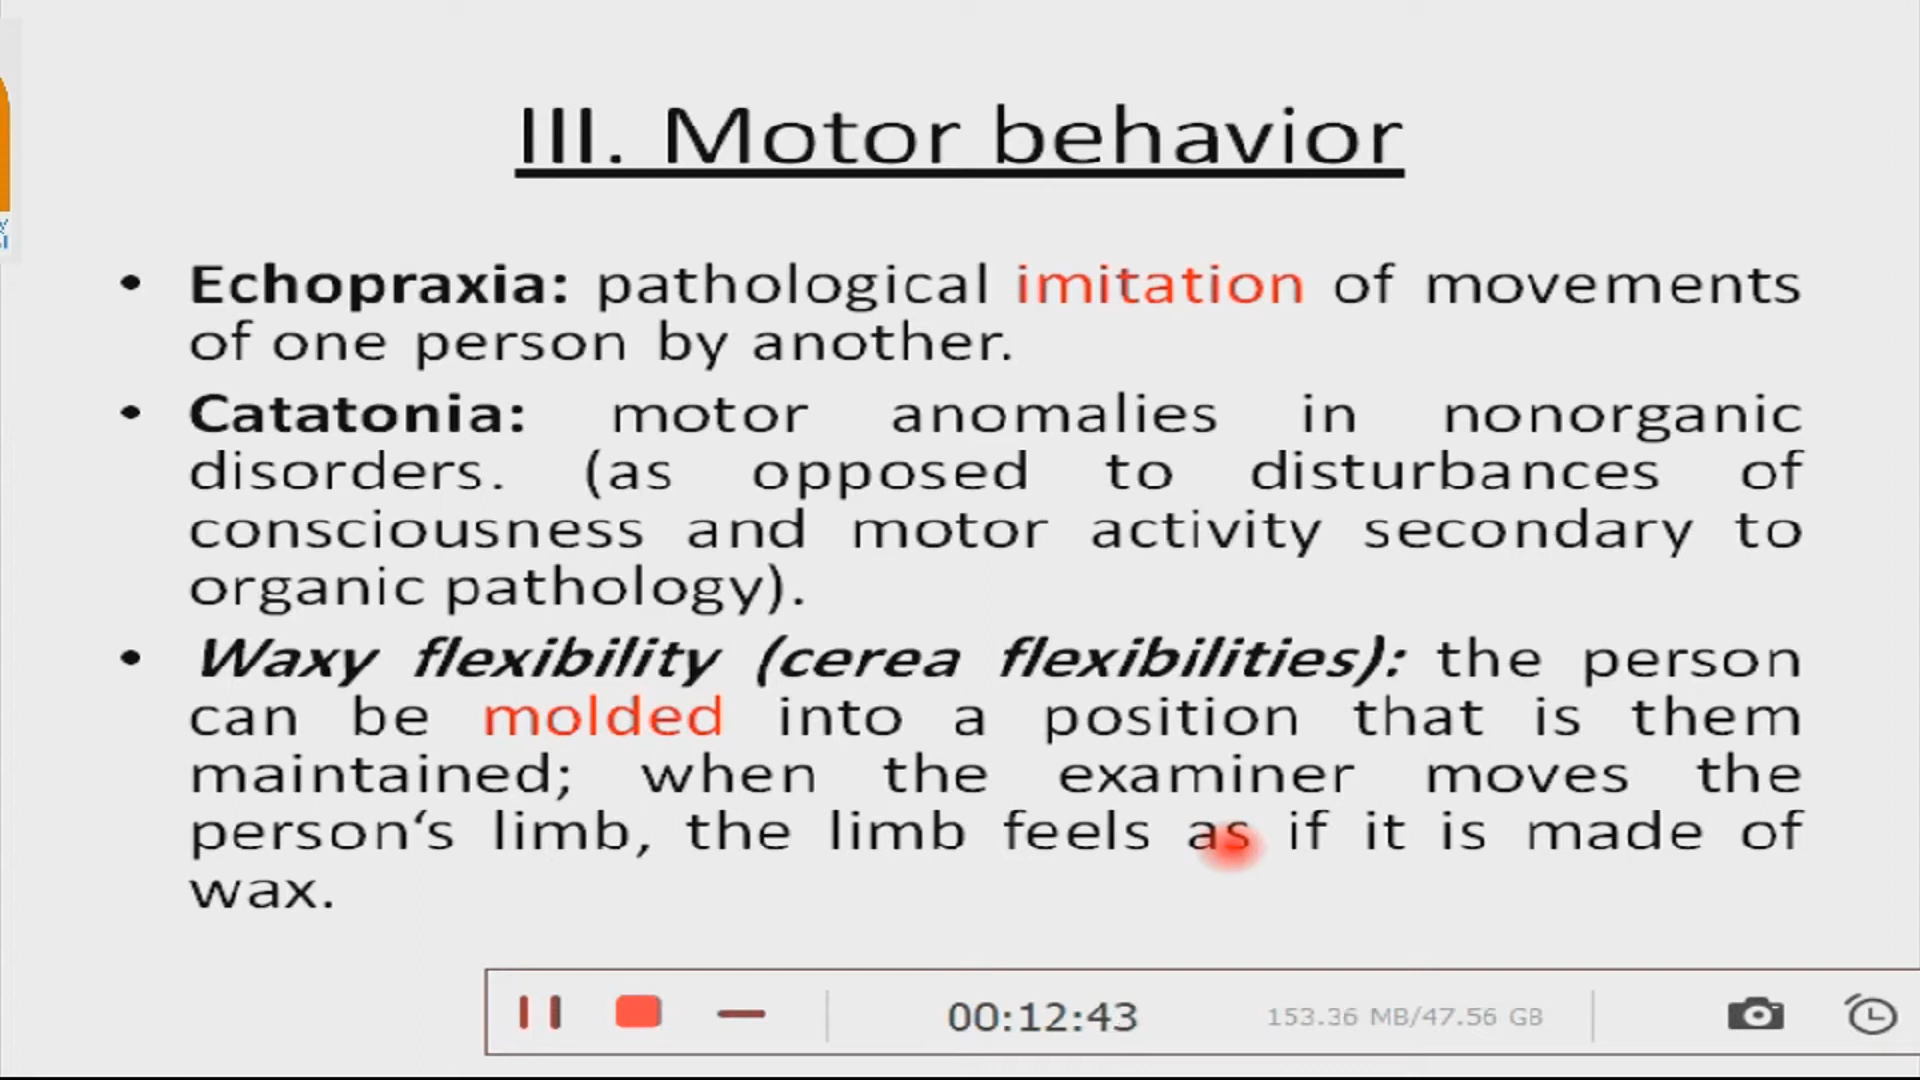 III. Motor behavior
• Echopraxia: pathological imitation of movements
of one person by another.
• Catatonia: motor anomalies in nonorganic
disorders. (as opposed to disturbances of
consciousness and motor activity secondary to
organic pathology).
• Waxy flexibility (cerea flexibilities): the person
can be molded into a position that is them
maintained; when the examiner moves the
person‘s limb, the limb feels as if it is made of
wax.
00:12:43 153.36 MB/47.56 GB